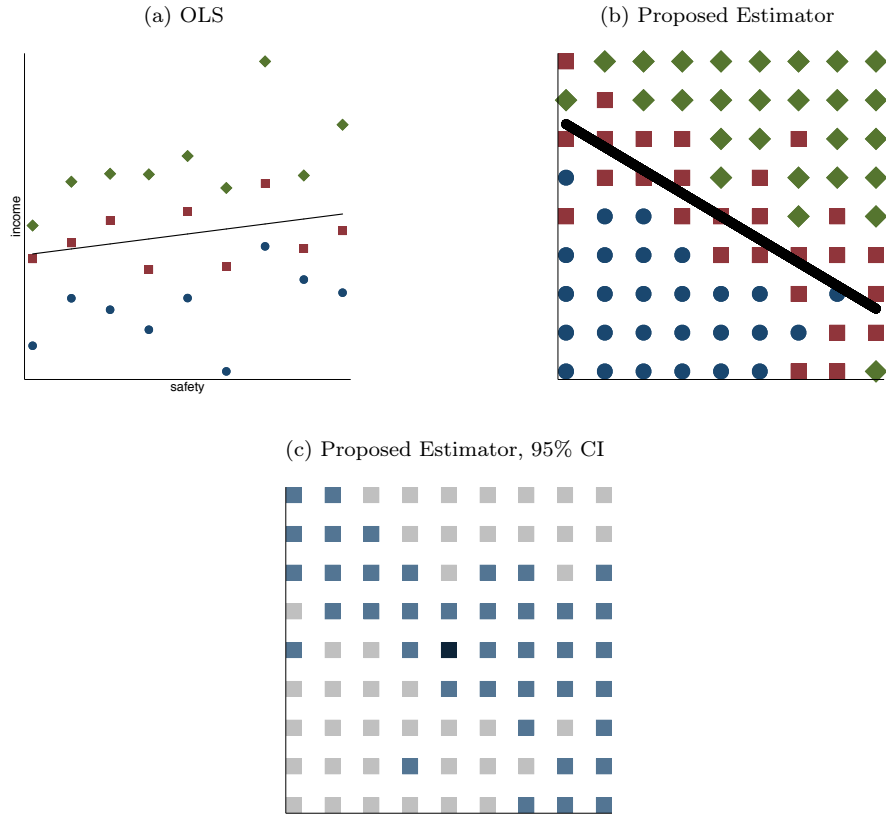 (a) OLS
(b) Proposed Estimator
income
safety
(c) Proposed Estimator, 95% CI